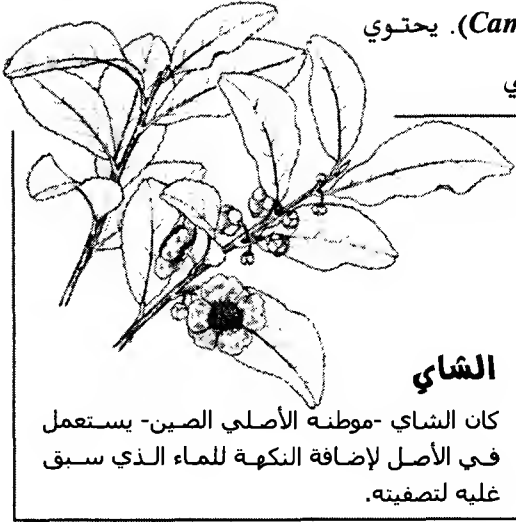 (Cam. يحتوي
ي
الشاي
كان الشاي -موطنه الأصلي الصين- يستعمل
في الأصل لإضافة النكهة للماء الذي سبق
غليه لتصفيته.